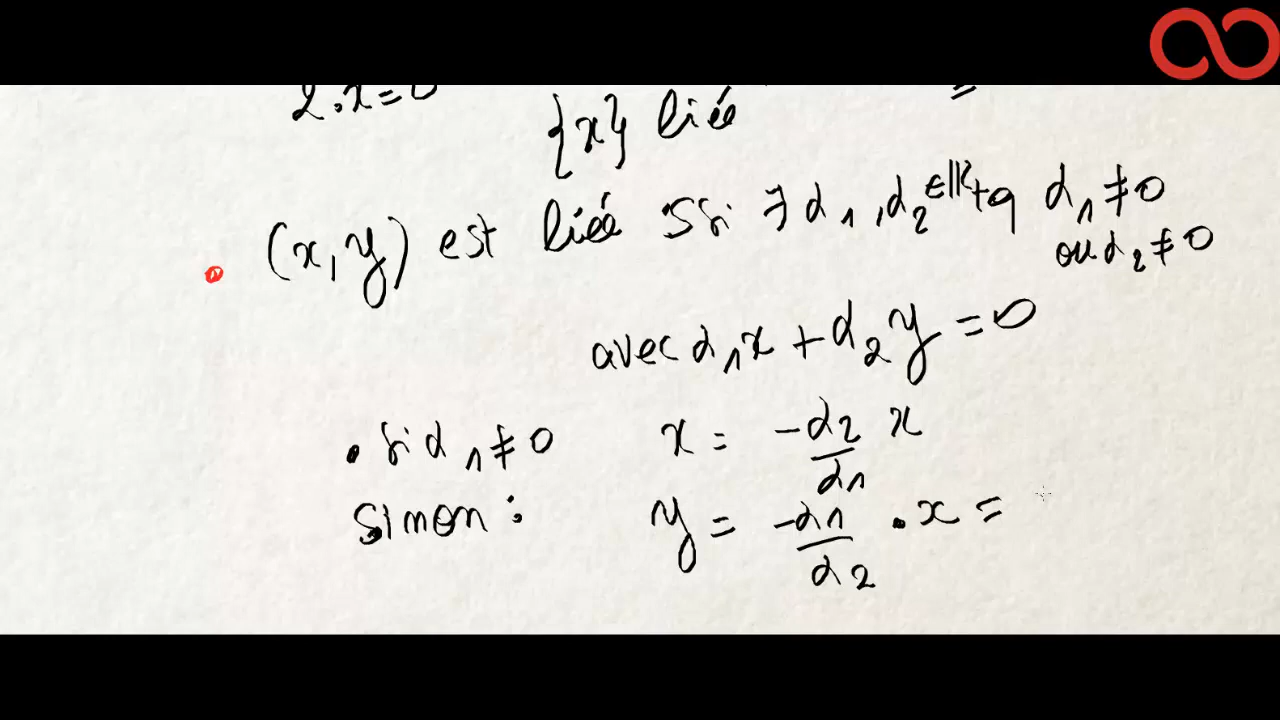 α.x=0
{x} liée
• (x,y) est liée Ssi ∃ α₁,α₂ ∈ℝ tq α₁≠0
ou α₂≠0
avec α₁x + α₂y = 0
• si α₁≠0 x = -α₂/α₁ x
Sinon : y = -α₁/α₂ . x =